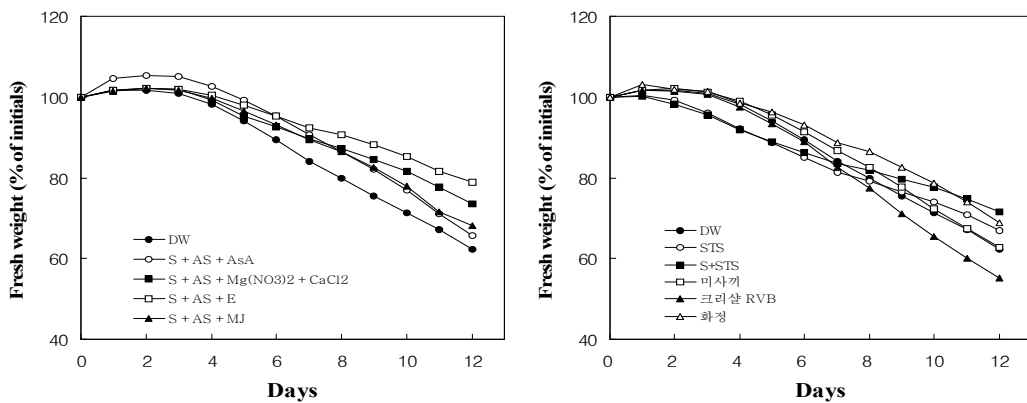 Fresh weight (% of initials)
120
100
80
60
40
0
2
4
6
8
10
12
Days
DW
S + AS + AsA
S + AS + Mg(NO3)2 + CaCl2
S + AS + E
S + AS + MJ
Fresh weight (% of initials)
120
100
80
60
40
0
2
4
6
8
10
12
Days
DW
STS
S+STS
미사끼
크리샬 RVB
화정